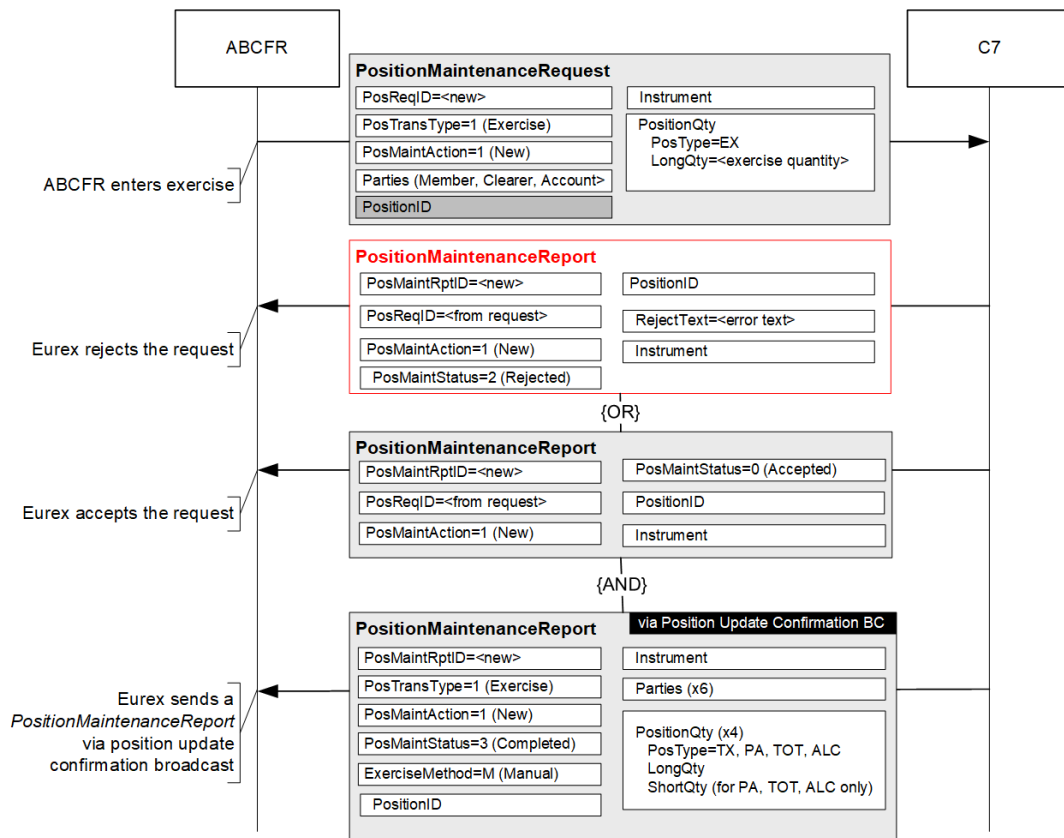 ABCFR
C7
PositionMaintenanceRequest
PosReqID=<new>
PosTransType=1 (Exercise)
PosMaintAction=1 (New)
Parties (Member, Clearer, Account>
PositionID
Instrument
PositionQty
PosType=EX
LongQty=<exercise quantity>
ABCFR enters exercise
PositionMaintenanceReport
PosMaintRptID=<new>
PosReqID=<from request>
PosMaintAction=1 (New)
PosMaintStatus=2 (Rejected)
PositionID
RejectText=<error text>
Instrument
Eurex rejects the request
{OR}
PositionMaintenanceReport
PosMaintRptID=<new>
PosReqID=<from request>
PosMaintAction=1 (New)
PosMaintStatus=0 (Accepted)
PositionID
Instrument
Eurex accepts the request
{AND}
PositionMaintenanceReport
via Position Update Confirmation BC
PosMaintRptID=<new>
PosTransType=1 (Exercise)
PosMaintAction=1 (New)
PosMaintStatus=3 (Completed)
ExerciseMethod=M (Manual)
PositionID
Instrument
Parties (x6)
PositionQty (x4)
PosType=TX, PA, TOT, ALC
LongQty
ShortQty (for PA, TOT, ALC only)
Eurex sends a
PositionMaintenanceReport
via position update
confirmation broadcast